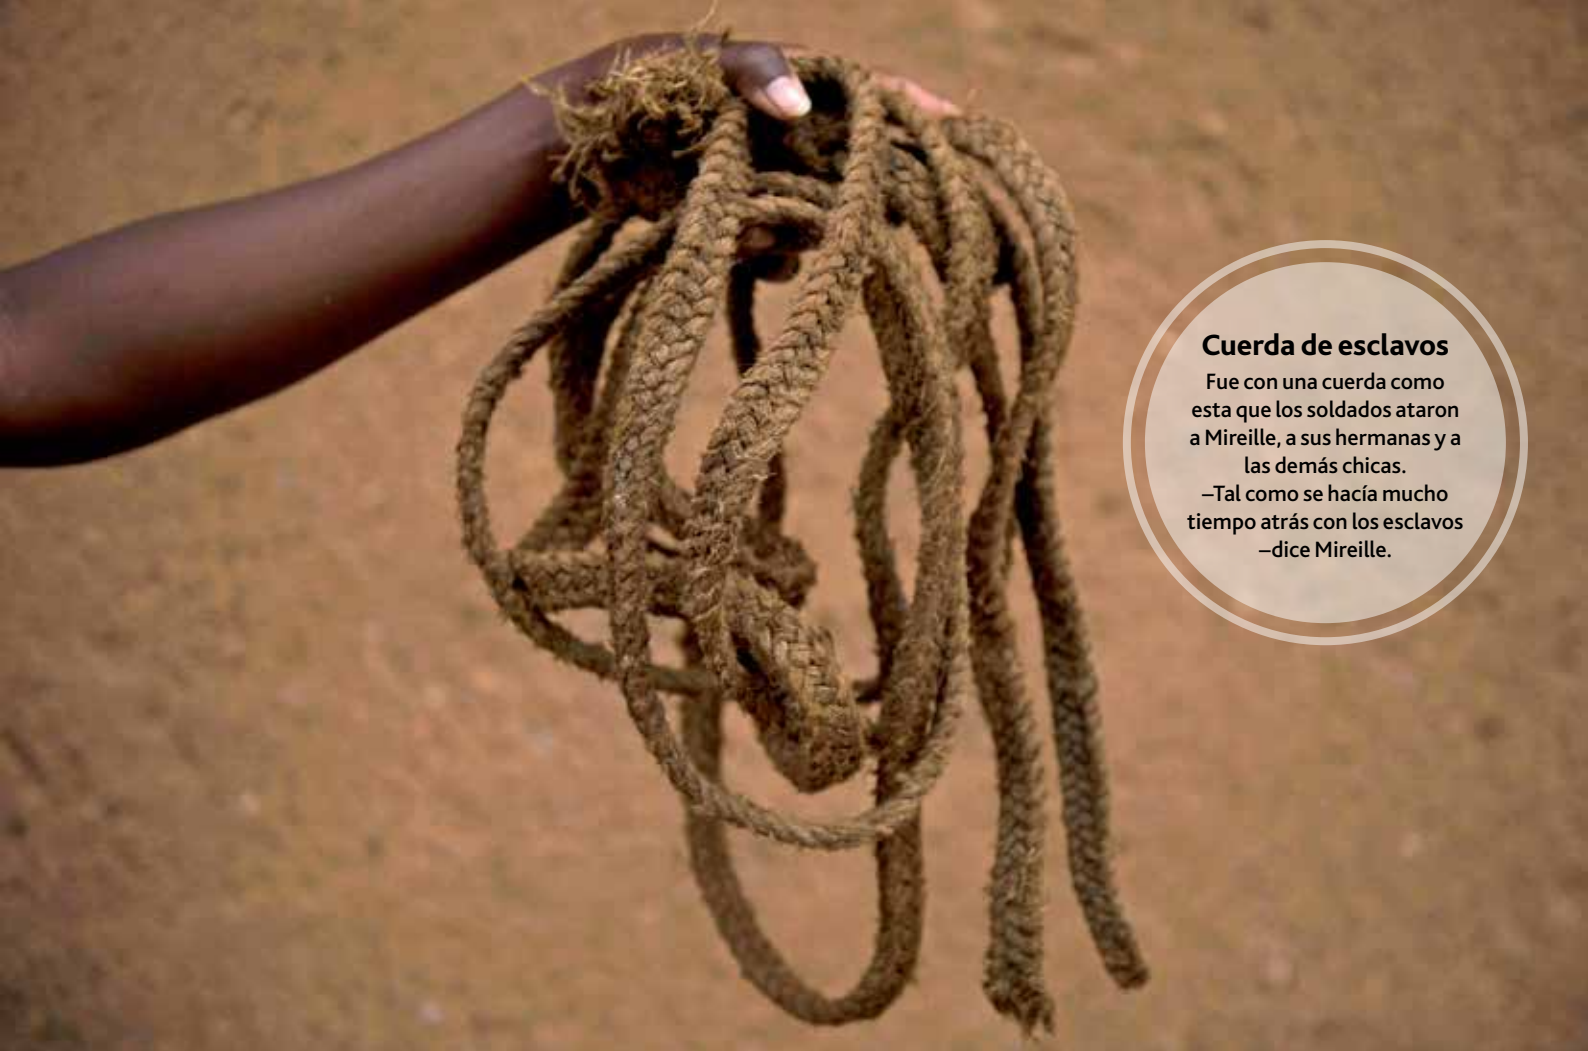 Cuerda de esclavos
Fue con una cuerda como
esta que los soldados ataron
a Mireille, a sus hermanas y a
las demás chicas.
–Tal como se hacía mucho
tiempo atrás con los esclavos
–dice Mireille.